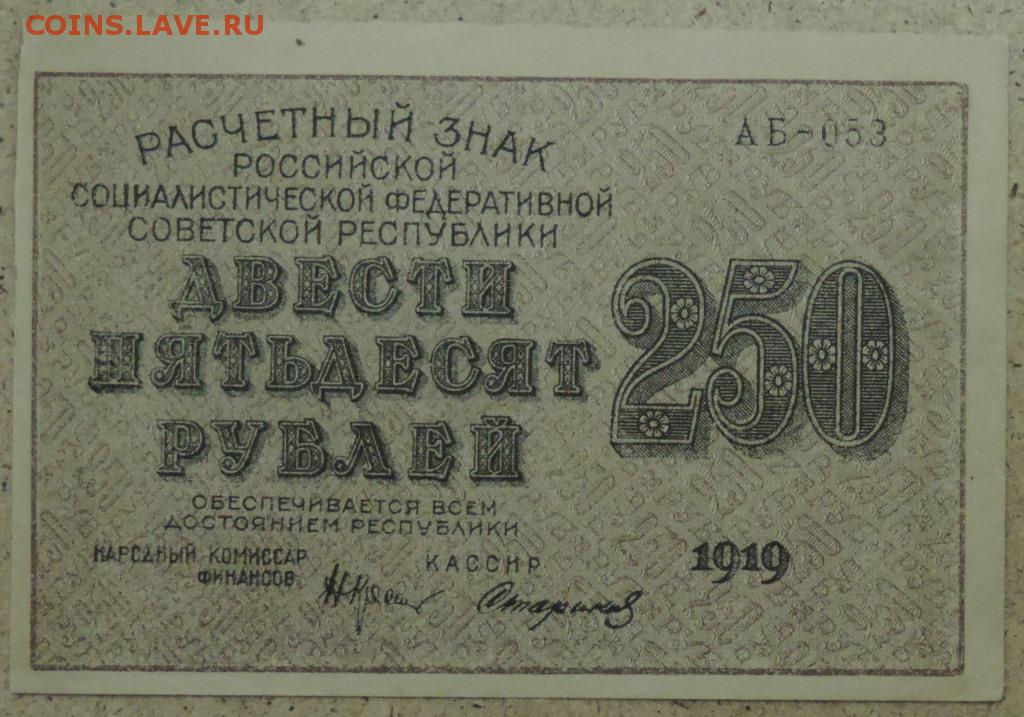 COINS.LAVE.RU
РАСЧЕТНЫЙ ЗНАК
АБ-053
РОССИЙСКОЙ
СОЦИАЛИСТИЧЕСКОЙ ФЕДЕРАТИВНОЙ
СОВЕТСКОЙ РЕСПУБЛИКИ
ДВЕСТИ
ПЯТЬДЕСЯТ
РУБЛЕЙ
250
ОБЕСПЕЧИВАЕТСЯ ВСЕМ
ДОСТОЯНИЕМ РЕСПУБЛИКИ
НАРОДНЫЙ КОМИССАР
ФИНАНСОВ
КАССИР
1919
Стариков